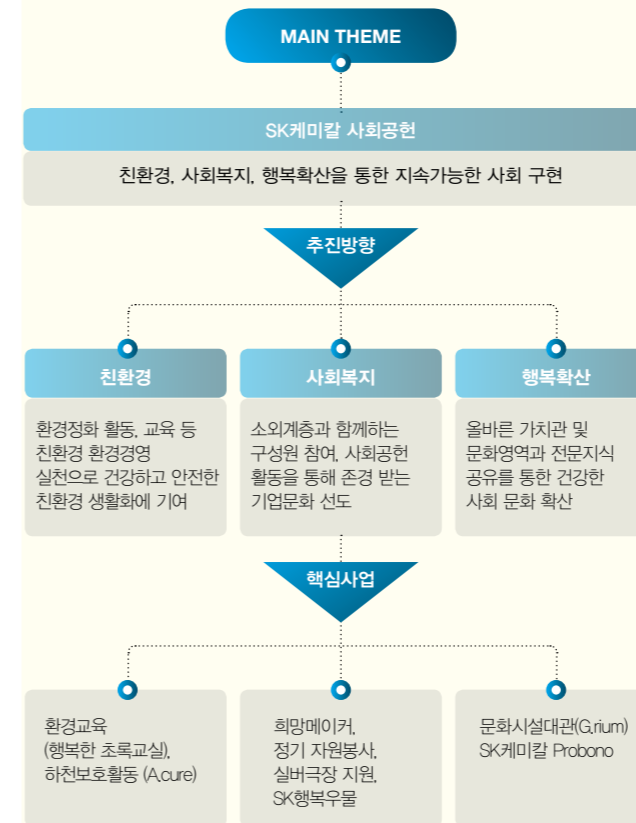 MAIN THEME
SK케미칼 사회공헌
친환경, 사회복지, 행복확산을 통한 지속가능한 사회 구현
추진방향
친환경
환경정화 활동, 교육 등
친환경 환경경영
실천으로 건강하고 안전한
친환경 생활화에 기여
사회복지
소외계층과 함께하는
구성원 참여, 사회공헌
활동을 통해 존경 받는
기업문화 선도
행복확산
올바른 가치관 및
문화영역과 전문지식
공유를 통한 건강한
사회 문화 확산
핵심사업
환경교육
(행복한 초록교실),
하천보호활동 (A.cure)
희망메이커,
정기 자원봉사,
실버극장 지원,
SK행복우물
문화시설대관(G.rium)
SK케미칼 Probono